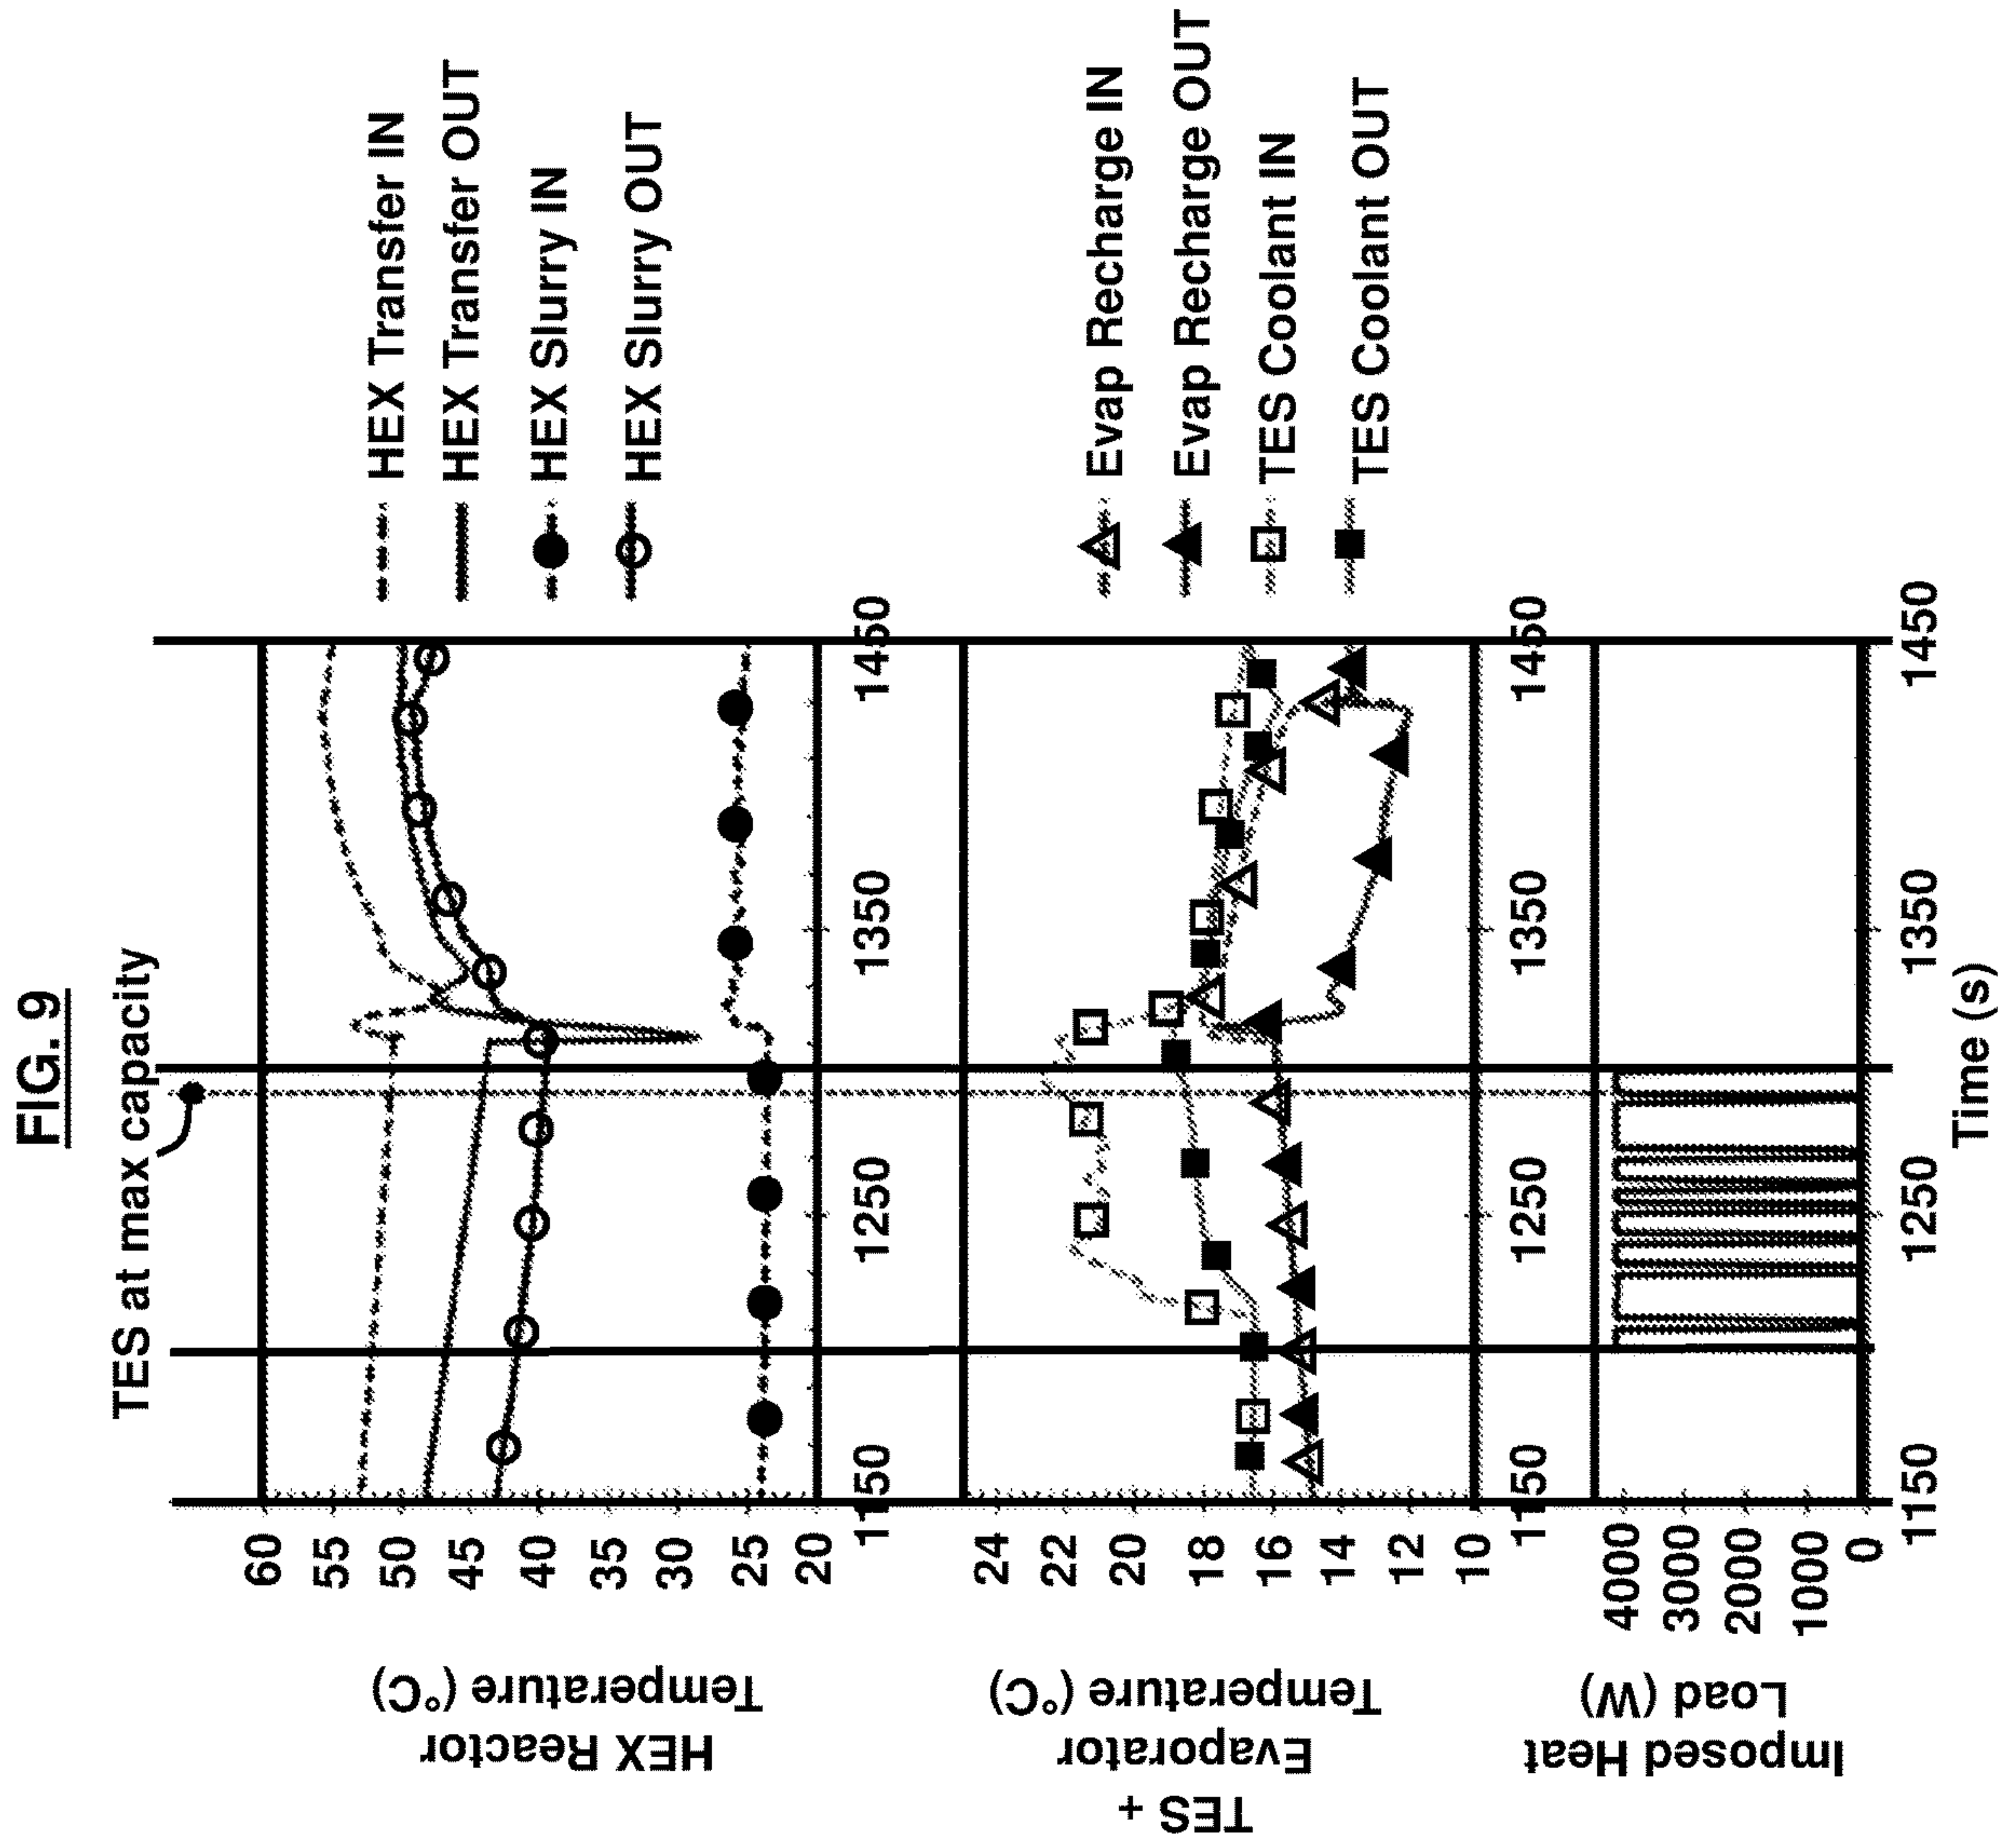 FIG. 9
TES at max capacity
HEX Reactor
Temperature (°C)
60
55
50
45
40
35
30
25
20
1150
1250
1350
1450
HEX Transfer IN
HEX Transfer OUT
HEX Slurry IN
HEX Slurry OUT
TES +
Evaporator
Temperature (°C)
24
22
20
18
16
14
12
10
1150
1250
1350
1450
Evap Recharge IN
Evap Recharge OUT
TES Coolant IN
TES Coolant OUT
Imposed Heat
Load (W)
4000
3000
2000
1000
0
1150
1250
1350
1450
Time (s)